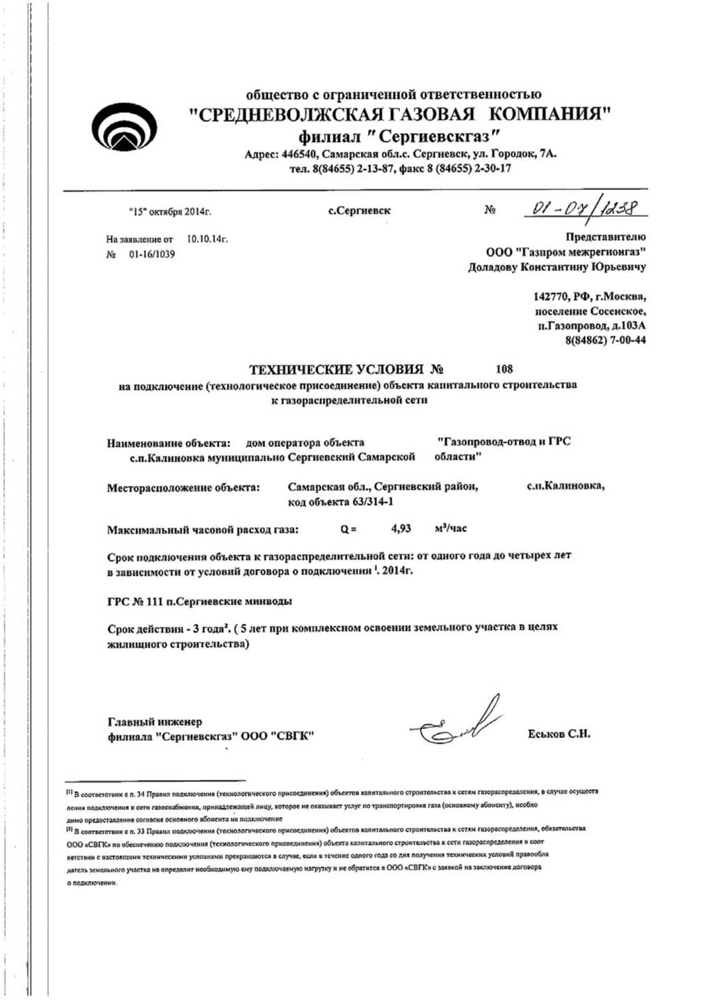 общество с ограниченной ответственностью
"СРЕДНЕВОЛЖСКАЯ ГАЗОВАЯ КОМПАНИЯ"
филиал "Сергиевскгаз"
Адрес: 446540, Самарская обл.с. Сергиевск, ул. Городок, 7А.
тел. 8(84655) 2-13-87, факс 8 (84655) 2-30-17
"15" октября 2014г. с.Сергиевск № 01-07/1238
На заявление от 10.10.14г.
№ 01-16/1039
Представителю
ООО "Газпром межрегионгаз"
Доладову Константину Юрьевичу
142770, РФ, г.Москва,
поселение Сосенское,
п.Газопровод, д.103А
8(84862) 7-00-44
ТЕХНИЧЕСКИЕ УСЛОВИЯ № 108
на подключение (технологическое присоединение) объекта капитального строительства
к газораспределительной сети
Наименование объекта: дом оператора объекта "Газопровод-отвод и ГРС
с.п.Калиновка муниципально Сергиевский Самарской области"
Месторасположение объекта: Самарская обл., Сергиевский район, с.п.Калиновка,
код объекта 63/314-1
Максимальный часовой расход газа: Q = 4,93 м³/час
Срок подключения объекта к газораспределительной сети: от одного года до четырех лет
в зависимости от условий договора о подключения ¹. 2014г.
ГРС № 111 п.Сергиевские минводы
Срок действия - 3 года². ( 5 лет при комплексном освоении земельного участка в целях
жилищного строительства)
Главный инженер
филиала "Сергиевскгаз" ООО "СВГК" Еськов С.Н.
[1] В соответствии с п. 34 Правил подключения (технологического присоединения) объектов капитального строительства к сетям газораспределения, в случае осуществ
ления подключения к сети газоснабжения, принадлежащей лицу, которое не оказывает услуг по транспортировке газа (основному абоненту), необхо
димо предоставление согласия основного абонента на подключение
[2] В соответствии с п. 33 Правил подключения (технологического присоединения) объектов капитального строительства к сетям газораспределения, обязательства
ООО «СВГК» по обеспечению подключения (технологического присоединения) объекта капитального строительства к сети газораспределения в соот
ветствии с настоящими техническими условиями прекращаются в случае, если в течение одного года со дня получения технических условий правообла
датель земельного участка не определит необходимую ему подключаемую нагрузку и не обратится в ООО «СВГК» с заявкой на заключение договора
о подключении.